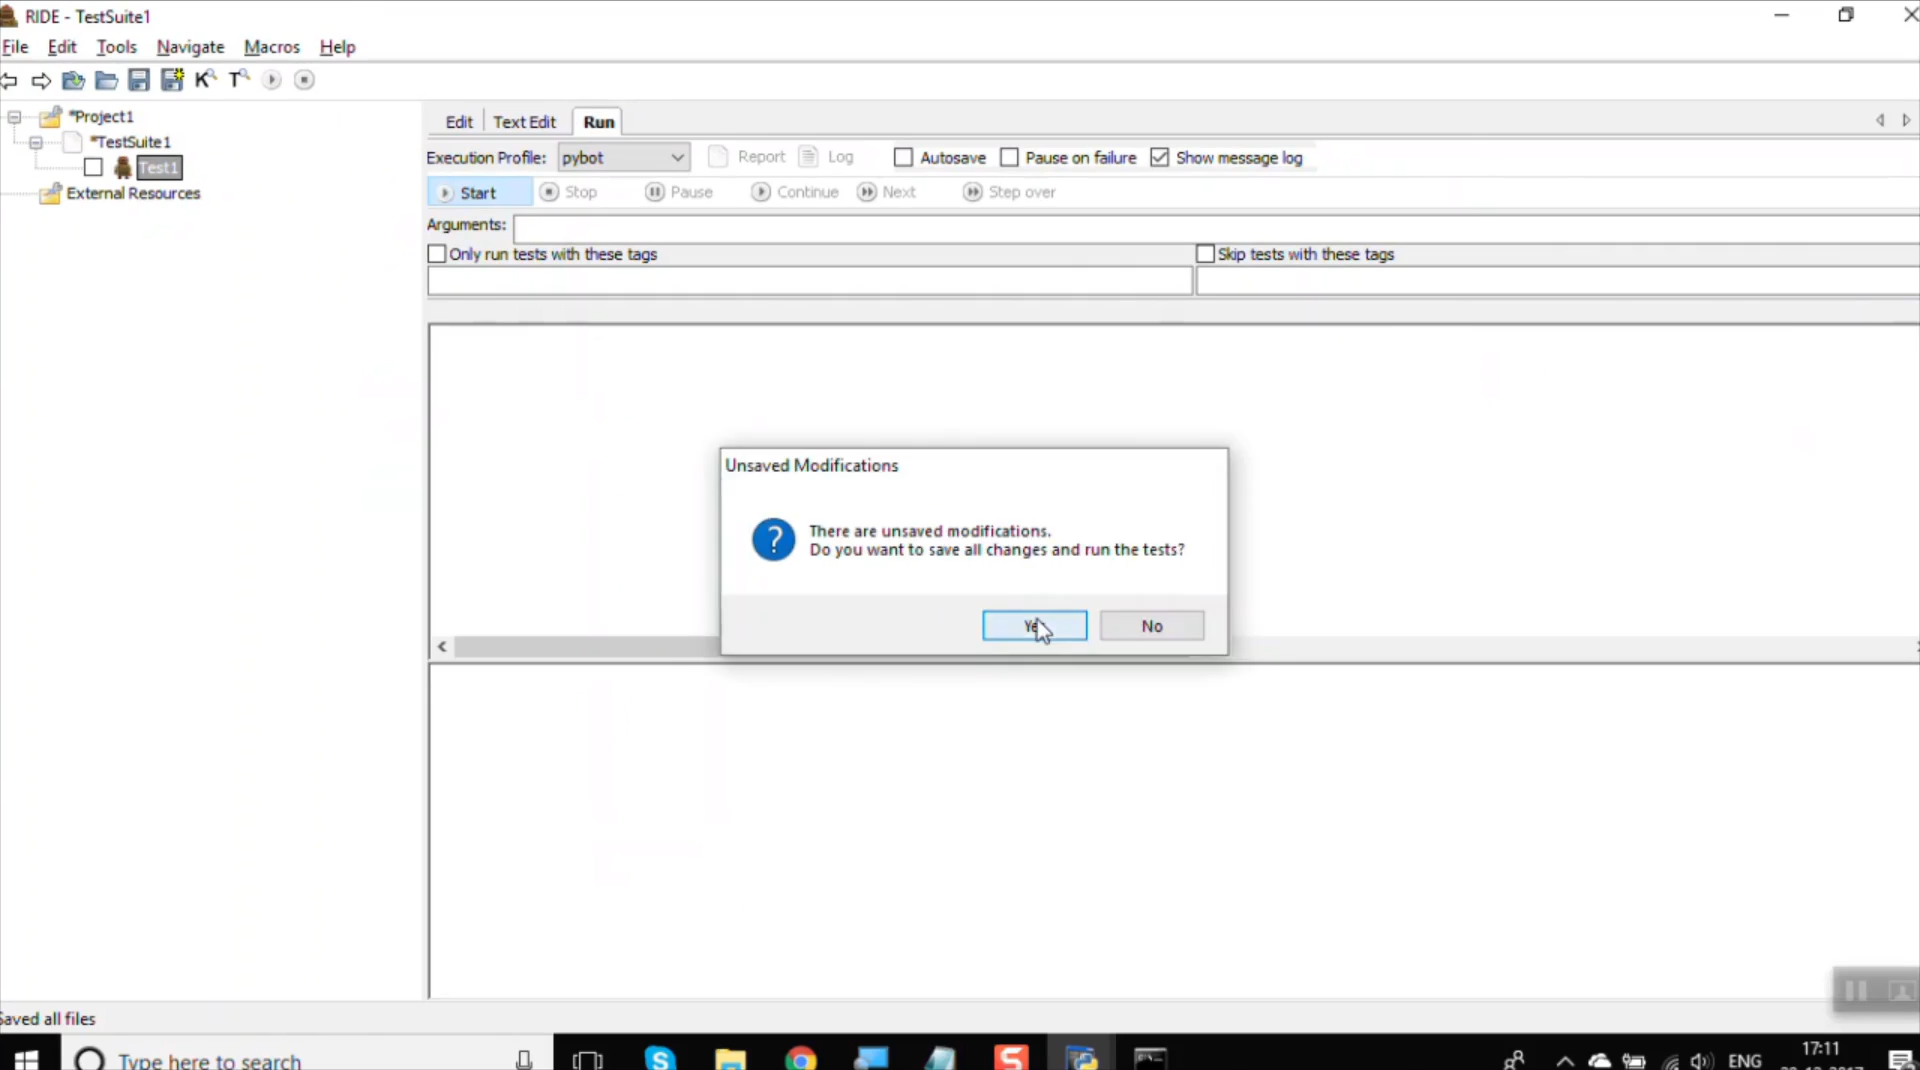 RIDE - TestSuite1
File Edit Tools Navigate Macros Help
K T
*Project1
*TestSuite1
Test1
External Resources
Edit Text Edit Run
Execution Profile: pybot Report Log Autosave Pause on failure Show message log
Start Stop Pause Continue Next Step over
Arguments:
Only run tests with these tags Skip tests with these tags
Unsaved Modifications
There are unsaved modifications.
Do you want to save all changes and run the tests?
No
Saved all files
Type here to search
ENG
17:11